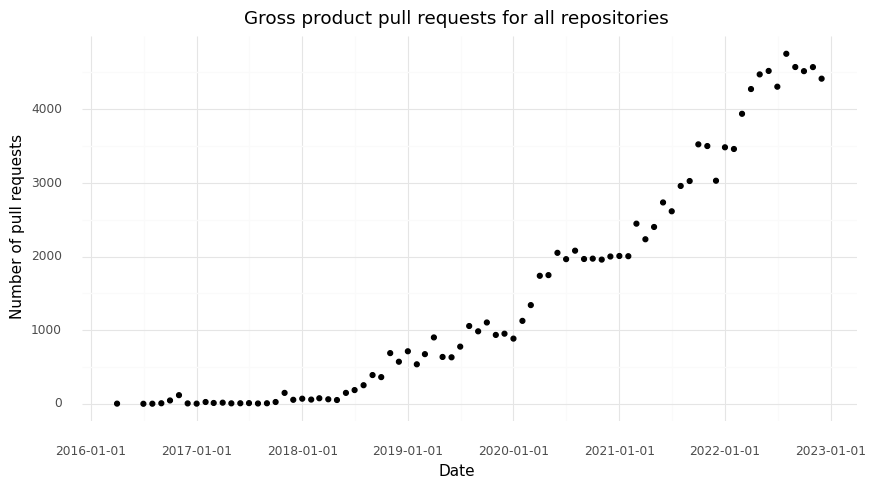 Gross product pull requests for all repositories
Number of pull requests
4000
3000
2000
1000
0
2016-01-01 2017-01-01 2018-01-01 2019-01-01 2020-01-01 2021-01-01 2022-01-01 2023-01-01
Date